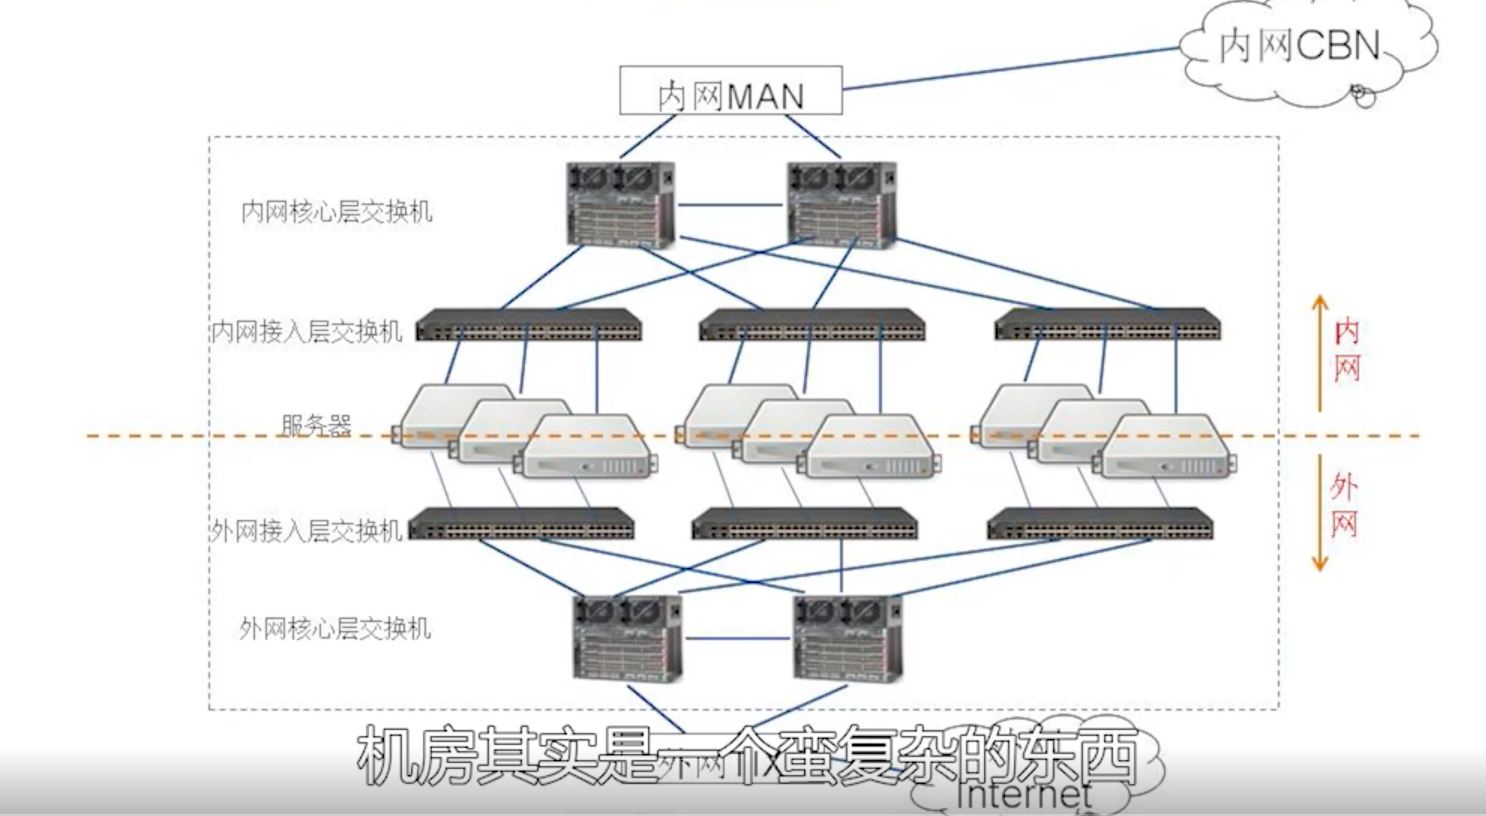 内网CBN
内网MAN
内网核心层交换机
内网接入层交换机
内
网
服务器
外
网
外网接入层交换机
外网核心层交换机
机房其实是一个蛮复杂的东西
外网
Internet